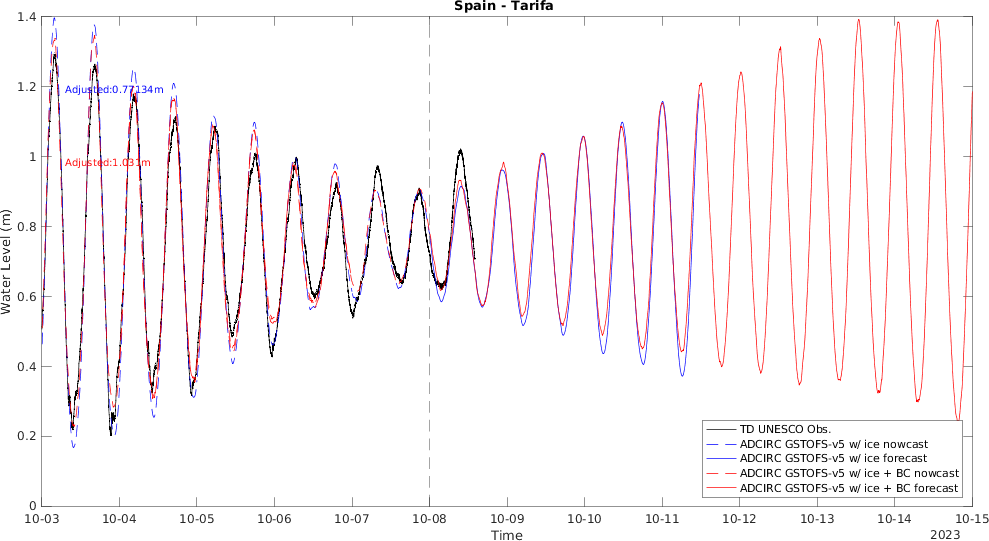 Spain - Tarifa
1.4
1.2
1
0.8
0.6
0.4
0.2
0
Water Level (m)
Adjusted:0.77134m
Adjusted:1.031m
TD UNESCO Obs.
ADCIRC GSTOFS-v5 w/ ice nowcast
ADCIRC GSTOFS-v5 w/ ice forecast
ADCIRC GSTOFS-v5 w/ ice + BC nowcast
ADCIRC GSTOFS-v5 w/ ice + BC forecast
10-03 10-04 10-05 10-06 10-07 10-08 10-09 10-10 10-11 10-12 10-13 10-14 10-15
Time
2023